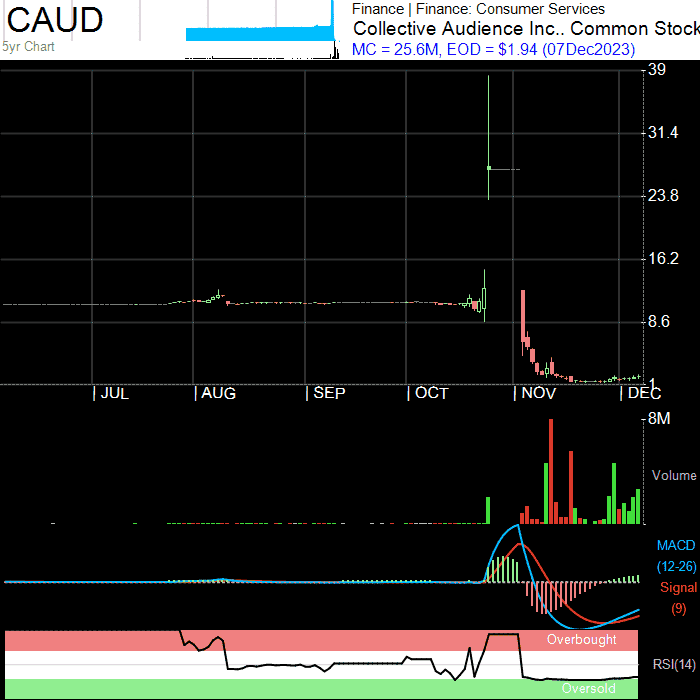 CAUD
5yr Chart
Finance | Finance: Consumer Services
Collective Audience Inc.. Common Stock
MC = 25.6M, EOD = $1.94 (07Dec2023)
39
31.4
23.8
16.2
8.6
1
| JUL | AUG | SEP | OCT | NOV | DEC
8M
Volume
MACD
(12-26)
Signal
(9)
Overbought
RSI(14)
Oversold